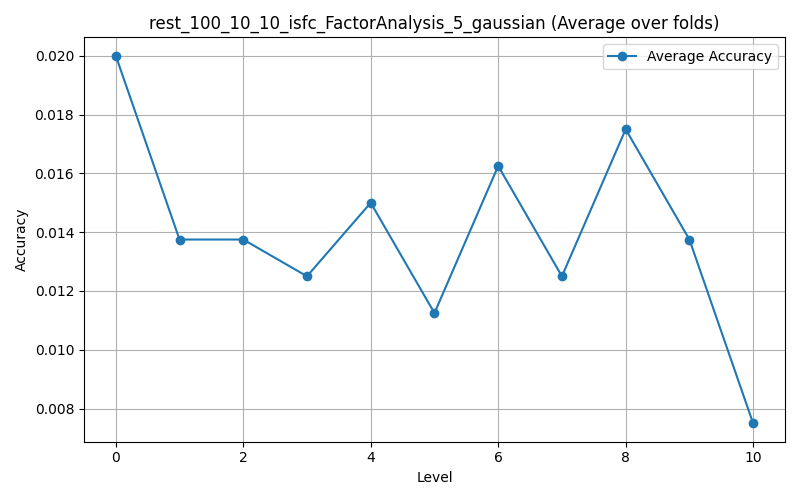 rest_100_10_10_isfc_FactorAnalysis_5_gaussian (Average over folds)
Average Accuracy
0.020
0.018
0.016
0.014
0.012
0.010
0.008
Accuracy
0 2 4 6 8 10
Level